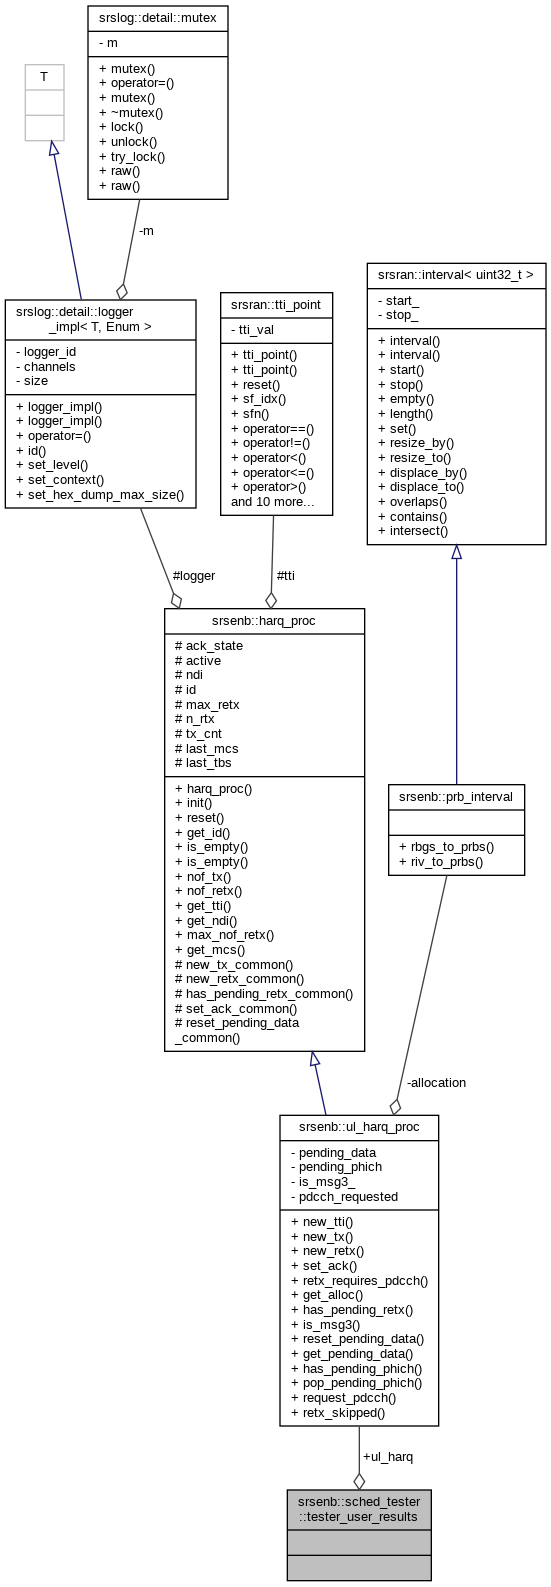 srslog::detail::mutex
- m
+ mutex()
+ operator=()
+ mutex()
+ ~mutex()
+ lock()
+ unlock()
+ try_lock()
+ raw()
+ raw()
T
-m
srslog::detail::logger
_impl< T, Enum >
- logger_id
- channels
- size
+ logger_impl()
+ logger_impl()
+ operator=()
+ id()
+ set_level()
+ set_context()
+ set_hex_dump_max_size()
srsran::tti_point
- tti_val
+ tti_point()
+ tti_point()
+ reset()
+ sf_idx()
+ sfn()
+ operator==()
+ operator!=()
+ operator<()
+ operator<=()
+ operator>()
and 10 more...
srsran::interval< uint32_t >
- start_
- stop_
+ interval()
+ interval()
+ start()
+ stop()
+ empty()
+ length()
+ set()
+ resize_by()
+ resize_to()
+ displace_by()
+ displace_to()
+ overlaps()
+ contains()
+ intersect()
#logger
#tti
srsenb::harq_proc
# ack_state
# active
# ndi
# id
# max_retx
# n_rtx
# tx_cnt
# last_mcs
# last_tbs
+ harq_proc()
+ init()
+ reset()
+ get_id()
+ is_empty()
+ is_empty()
+ nof_tx()
+ nof_retx()
+ get_tti()
+ get_ndi()
+ max_nof_retx()
+ get_mcs()
# new_tx_common()
# new_retx_common()
# has_pending_retx_common()
# set_ack_common()
# reset_pending_data
_common()
srsenb::prb_interval
+ rbgs_to_prbs()
+ riv_to_prbs()
-allocation
srsenb::ul_harq_proc
- pending_data
- pending_phich
- is_msg3_
- pdcch_requested
+ new_tti()
+ new_tx()
+ new_retx()
+ set_ack()
+ retx_requires_pdcch()
+ get_alloc()
+ has_pending_retx()
+ is_msg3()
+ reset_pending_data()
+ get_pending_data()
+ has_pending_phich()
+ pop_pending_phich()
+ request_pdcch()
+ retx_skipped()
+ul_harq
srsenb::sched_tester
::tester_user_results